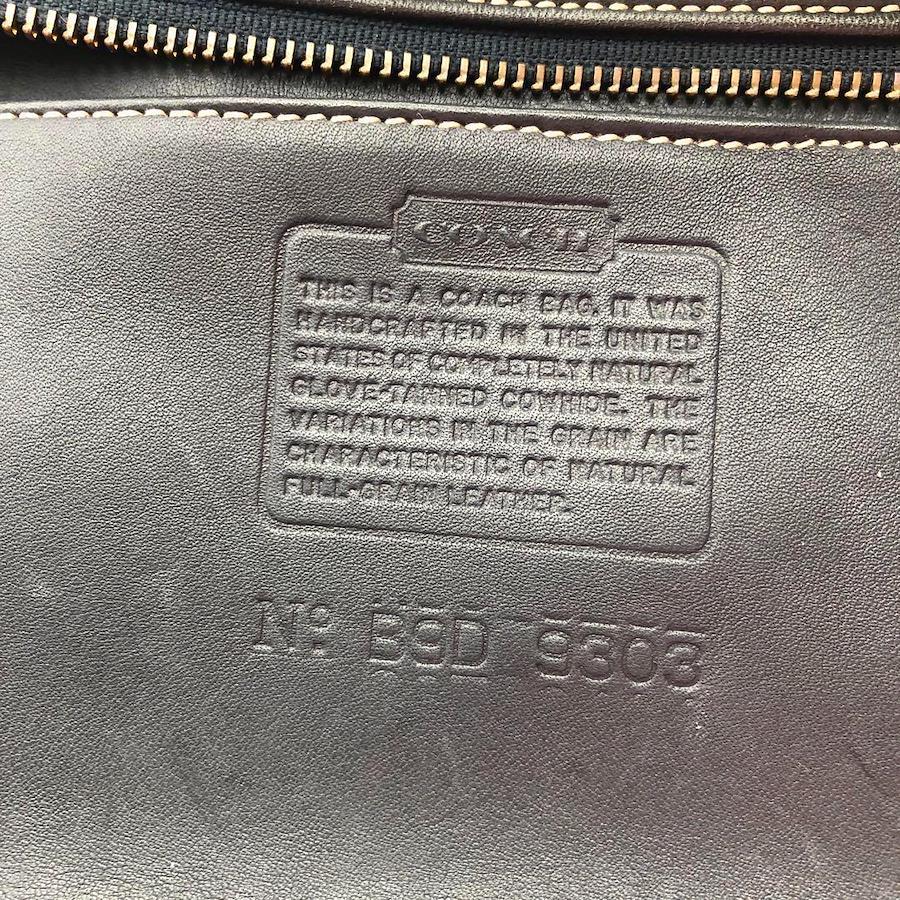 COACH
THIS IS A COACH BAG. IT WAS
HANDCRAFTED IN THE UNITED
STATES OF COMPLETELY NATURAL
GLOVE-TANNED COWHIDE. THE
VARIATIONS IN THE GRAIN ARE
CHARACTERISTIC OF NATURAL
FULL-GRAIN LEATHER.
Nº B9D 9303